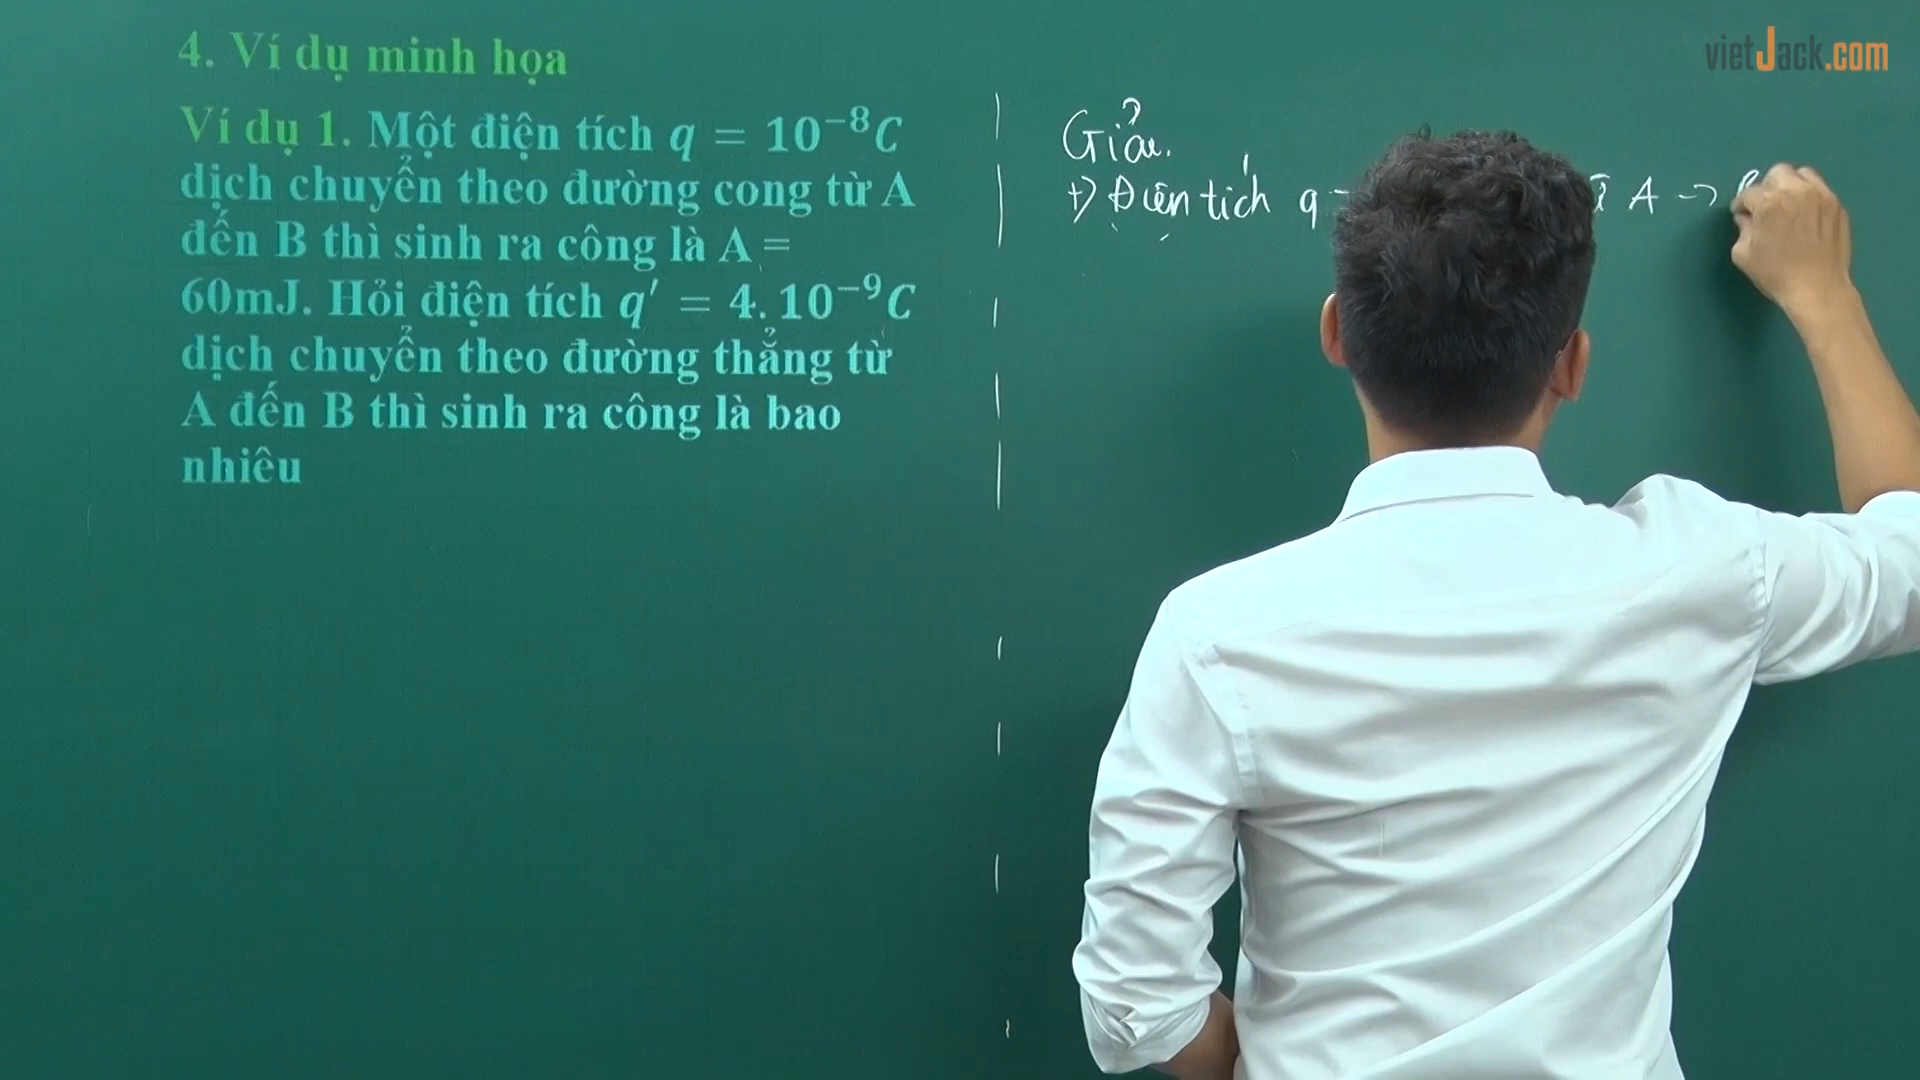 4. Ví dụ minh họa
Ví dụ 1. Một điện tích q = 10⁻⁸C
dịch chuyển theo đường cong từ A
đến B thì sinh ra công là A =
60mJ. Hỏi điện tích q′ = 4. 10⁻⁹C
dịch chuyển theo đường thẳng từ
A đến B thì sinh ra công là bao
nhiêu
vietJack.com
Giải.
+) Điện tích q A →